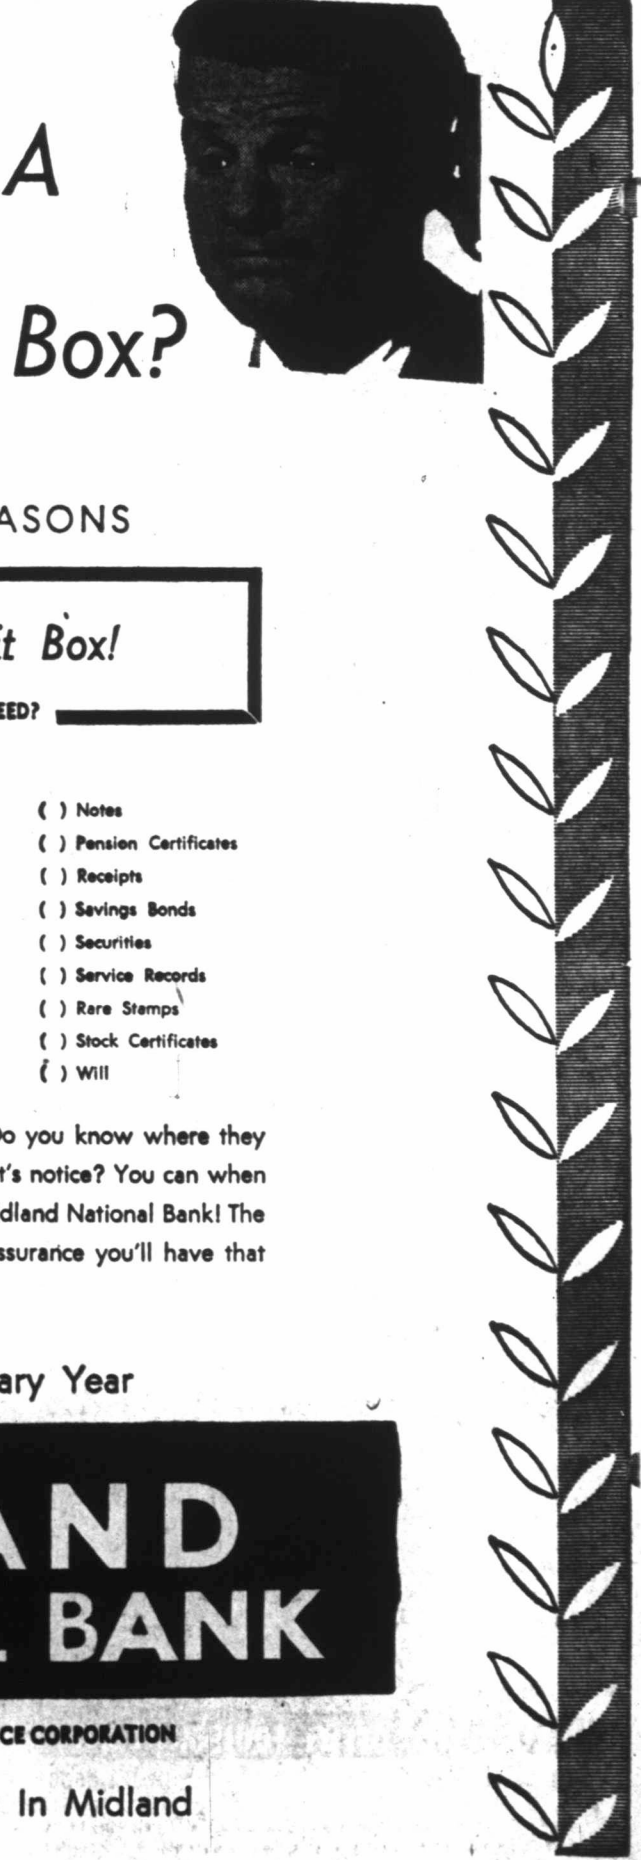 A
Box?
ASONS
it Box!
EED?
( ) Notes
( ) Pension Certificates
( ) Receipts
( ) Savings Bonds
( ) Securities
( ) Service Records
( ) Rare Stamps
( ) Stock Certificates
( ) Will
Do you know where they
t's notice? You can when
dland National Bank! The
ssurance you'll have that
ary Year
AND
L BANK
CE CORPORATION
In Midland